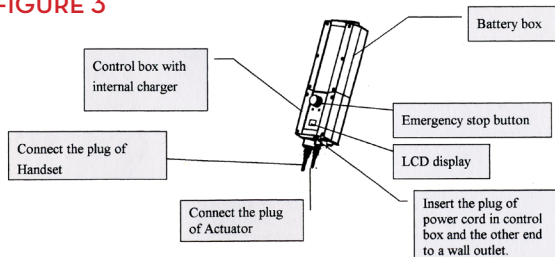 FIGURE 3
Battery box
Control box with
internal charger
Emergency stop button
Connect the plug of
Handset
LCD display
Connect the plug
of Actuator
Insert the plug of
power cord in control
box and the other end
to a wall outlet.